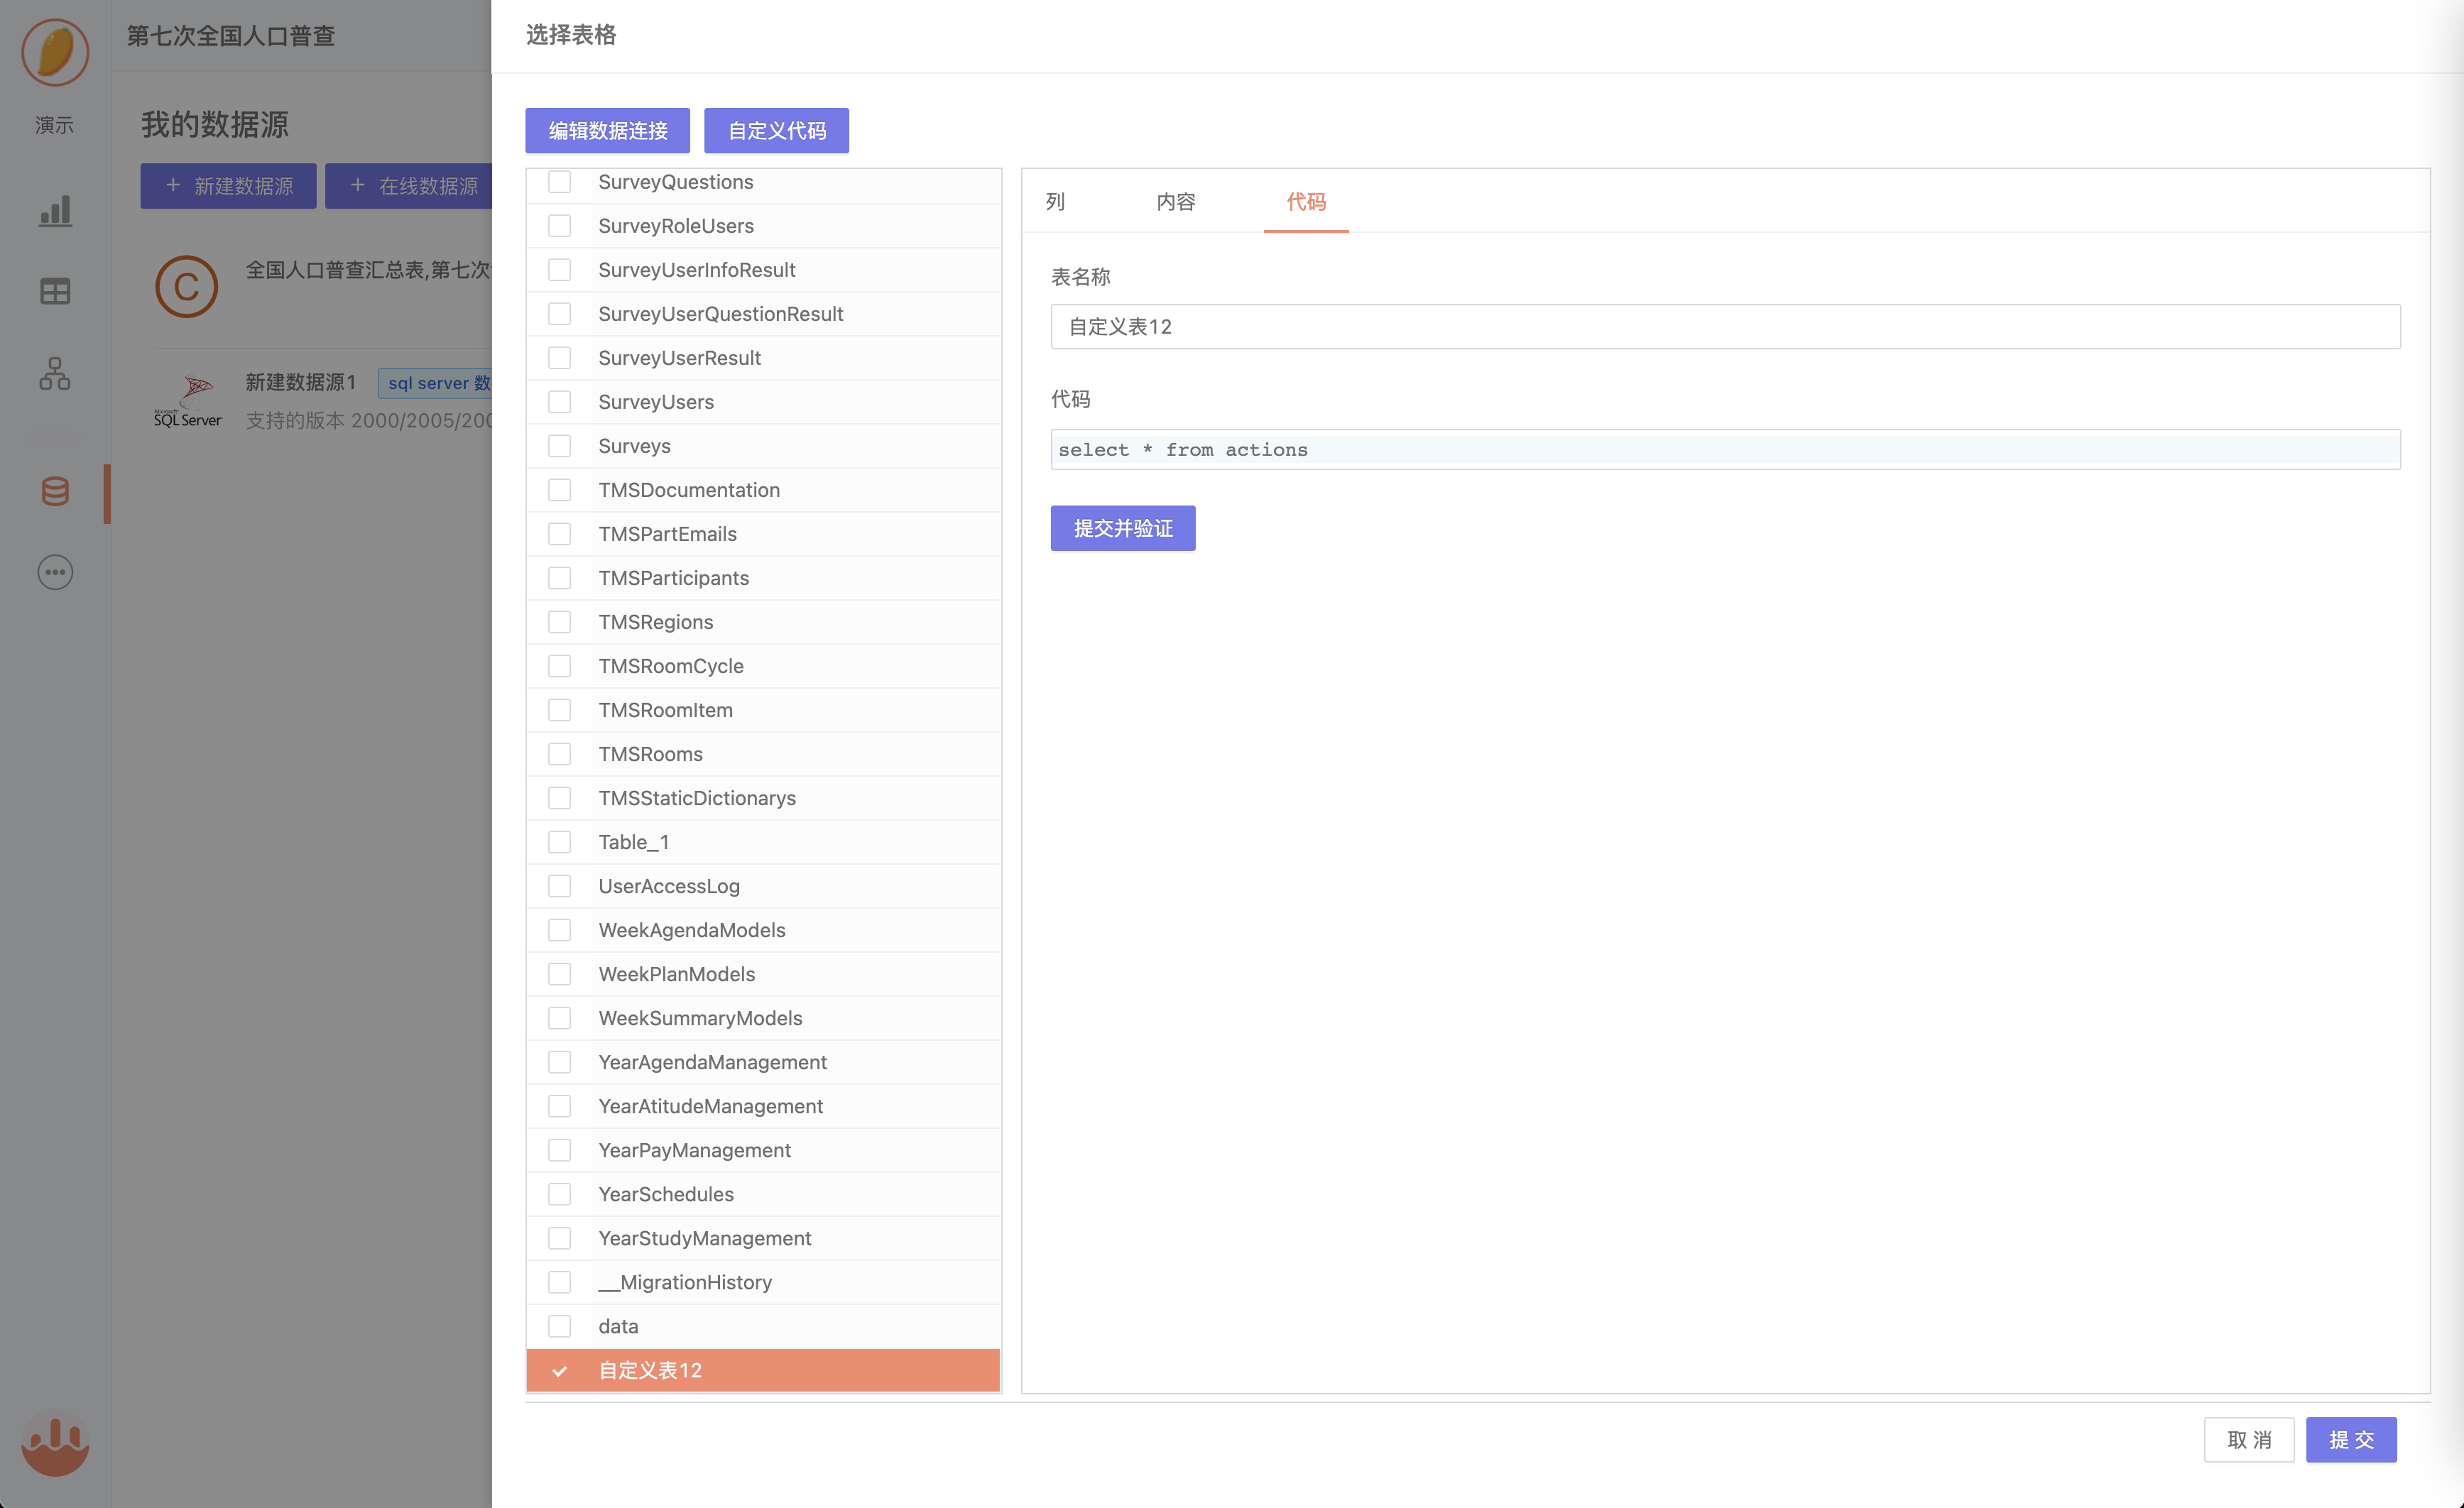 第七次全国人口普查
演示
我的数据源
+ 新建数据源
+ 在线数据源
C
全国人口普查汇总表,第七次
新建数据源1
sql server 数
Microsoft
SQL Server
支持的版本 2000/2005/200
选择表格
编辑数据连接
自定义代码
SurveyQuestions
SurveyRoleUsers
SurveyUserInfoResult
SurveyUserQuestionResult
SurveyUserResult
SurveyUsers
Surveys
TMSDocumentation
TMSPartEmails
TMSParticipants
TMSRegions
TMSRoomCycle
TMSRoomItem
TMSRooms
TMSStaticDictionarys
Table_1
UserAccessLog
WeekAgendaModels
WeekPlanModels
WeekSummaryModels
YearAgendaManagement
YearAtitudeManagement
YearPayManagement
YearSchedules
YearStudyManagement
__MigrationHistory
data
自定义表12
列
内容
代码
表名称
自定义表12
代码
select * from actions
提交并验证
取 消
提 交